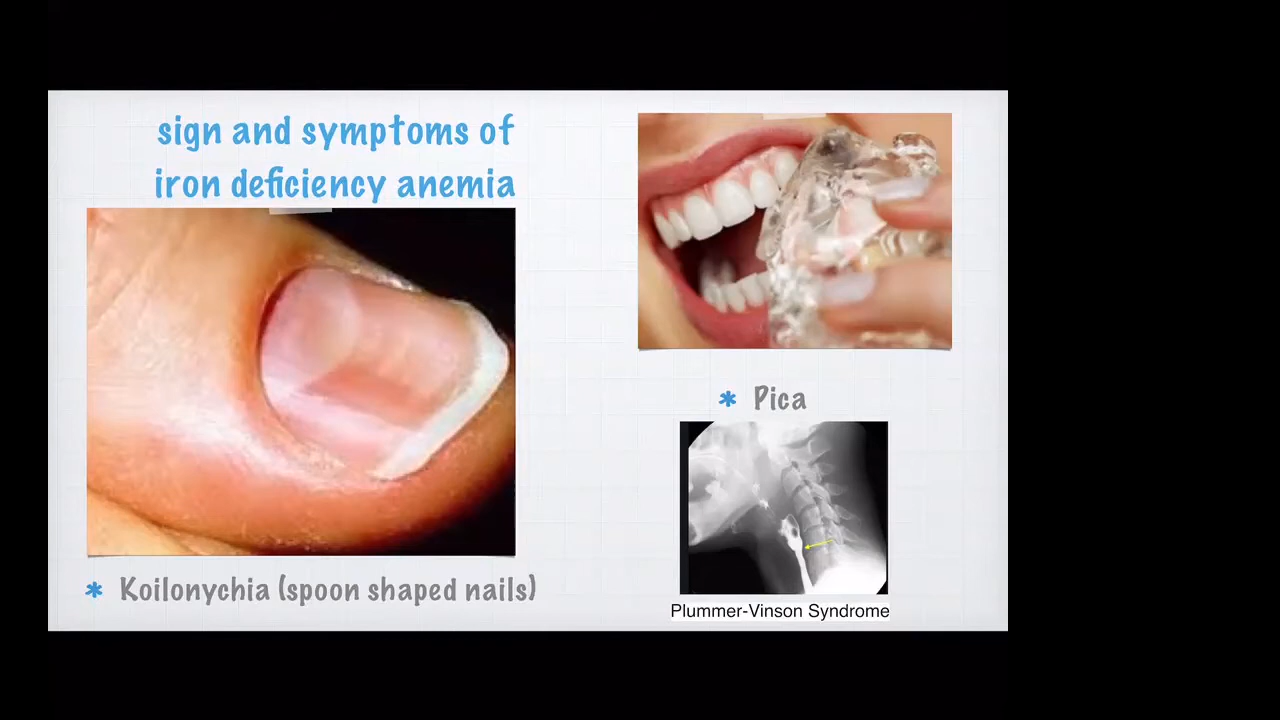 sign and symptoms of
iron deficiency anemia
* Koilonychia (spoon shaped nails)
* Pica
Plummer-Vinson Syndrome